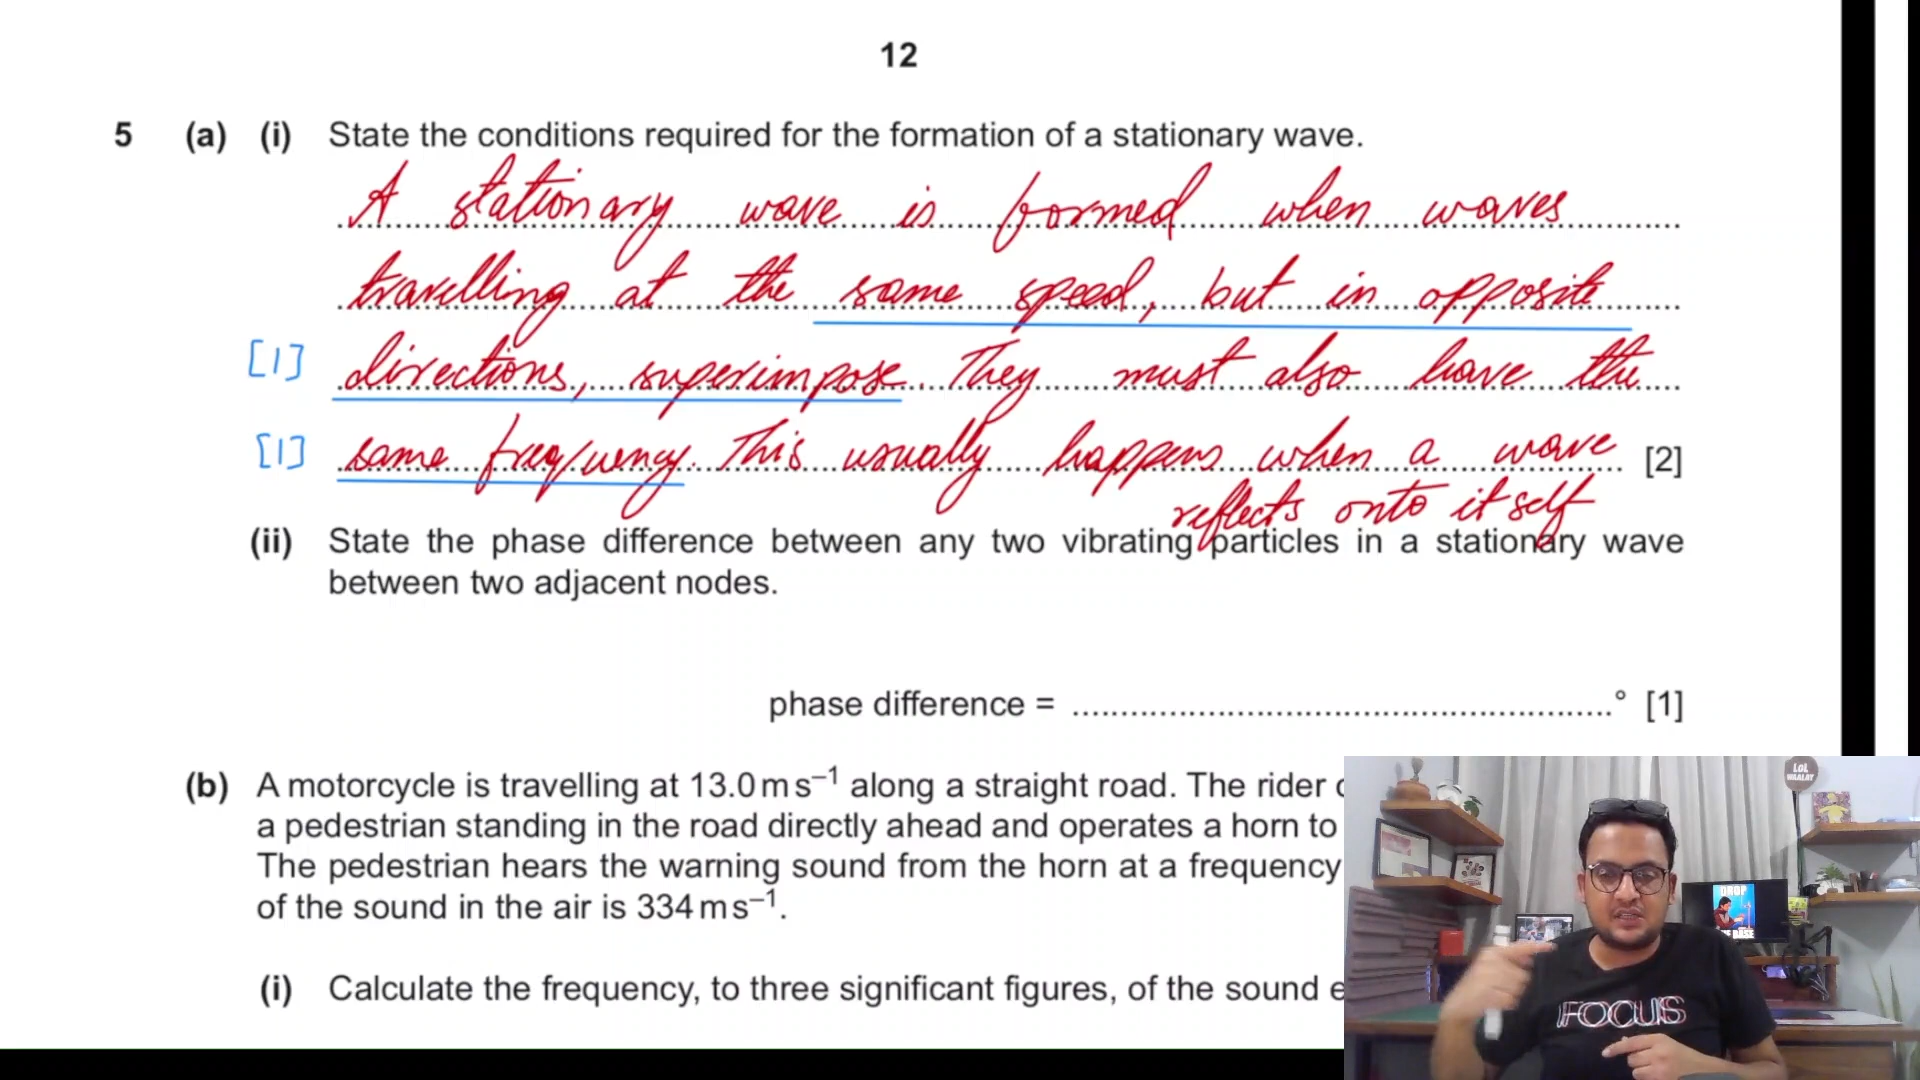 12
5 (a) (i) State the conditions required for the formation of a stationary wave.
A stationary wave is formed when waves
travelling at the same speed, but in opposite
[1] directions, superimpose. They must also have the
[1] same frequency. This usually happens when a wave [2]
reflects onto itself
(ii) State the phase difference between any two vibrating particles in a stationary wave
between two adjacent nodes.
phase difference = ........................................................° [1]
(b) A motorcycle is travelling at 13.0 m s⁻¹ along a straight road. The rider
a pedestrian standing in the road directly ahead and operates a horn to
The pedestrian hears the warning sound from the horn at a frequency
of the sound in the air is 334 m s⁻¹.
(i) Calculate the frequency, to three significant figures, of the sound e
LOL
WAALAY
DROP
BASE
FOCUS